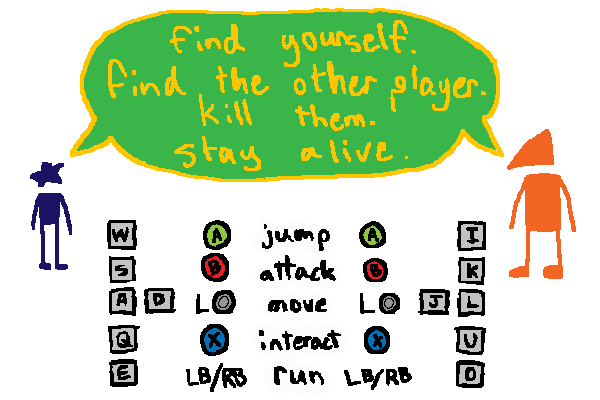 find yourself.
find the other player.
kill them.
stay alive.
W A jump A I
S B attack B K
A D L move L J L
Q X interact X U
E LB/RB run LB/RB O